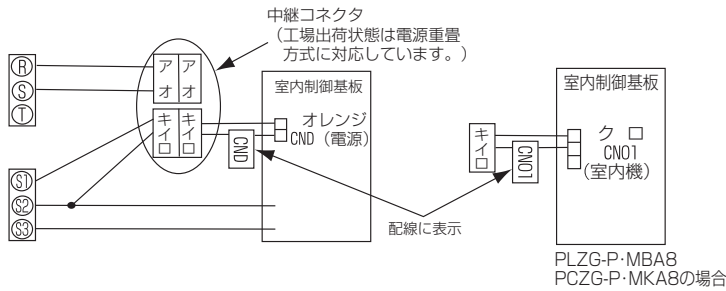 中継コネクタ
（工場出荷状態は電源重畳
方式に対応しています。）
R
S
T
アオ
アオ
キイロ
キイロ
S1
S2
S3
室内制御基板
オレンジ
CND（電源）
CND
配線に表示
キイロ
CN01
室内制御基板
クロ
CN01
（室内機）
PLZG-P・MBA8
PCZG-P・MKA8の場合